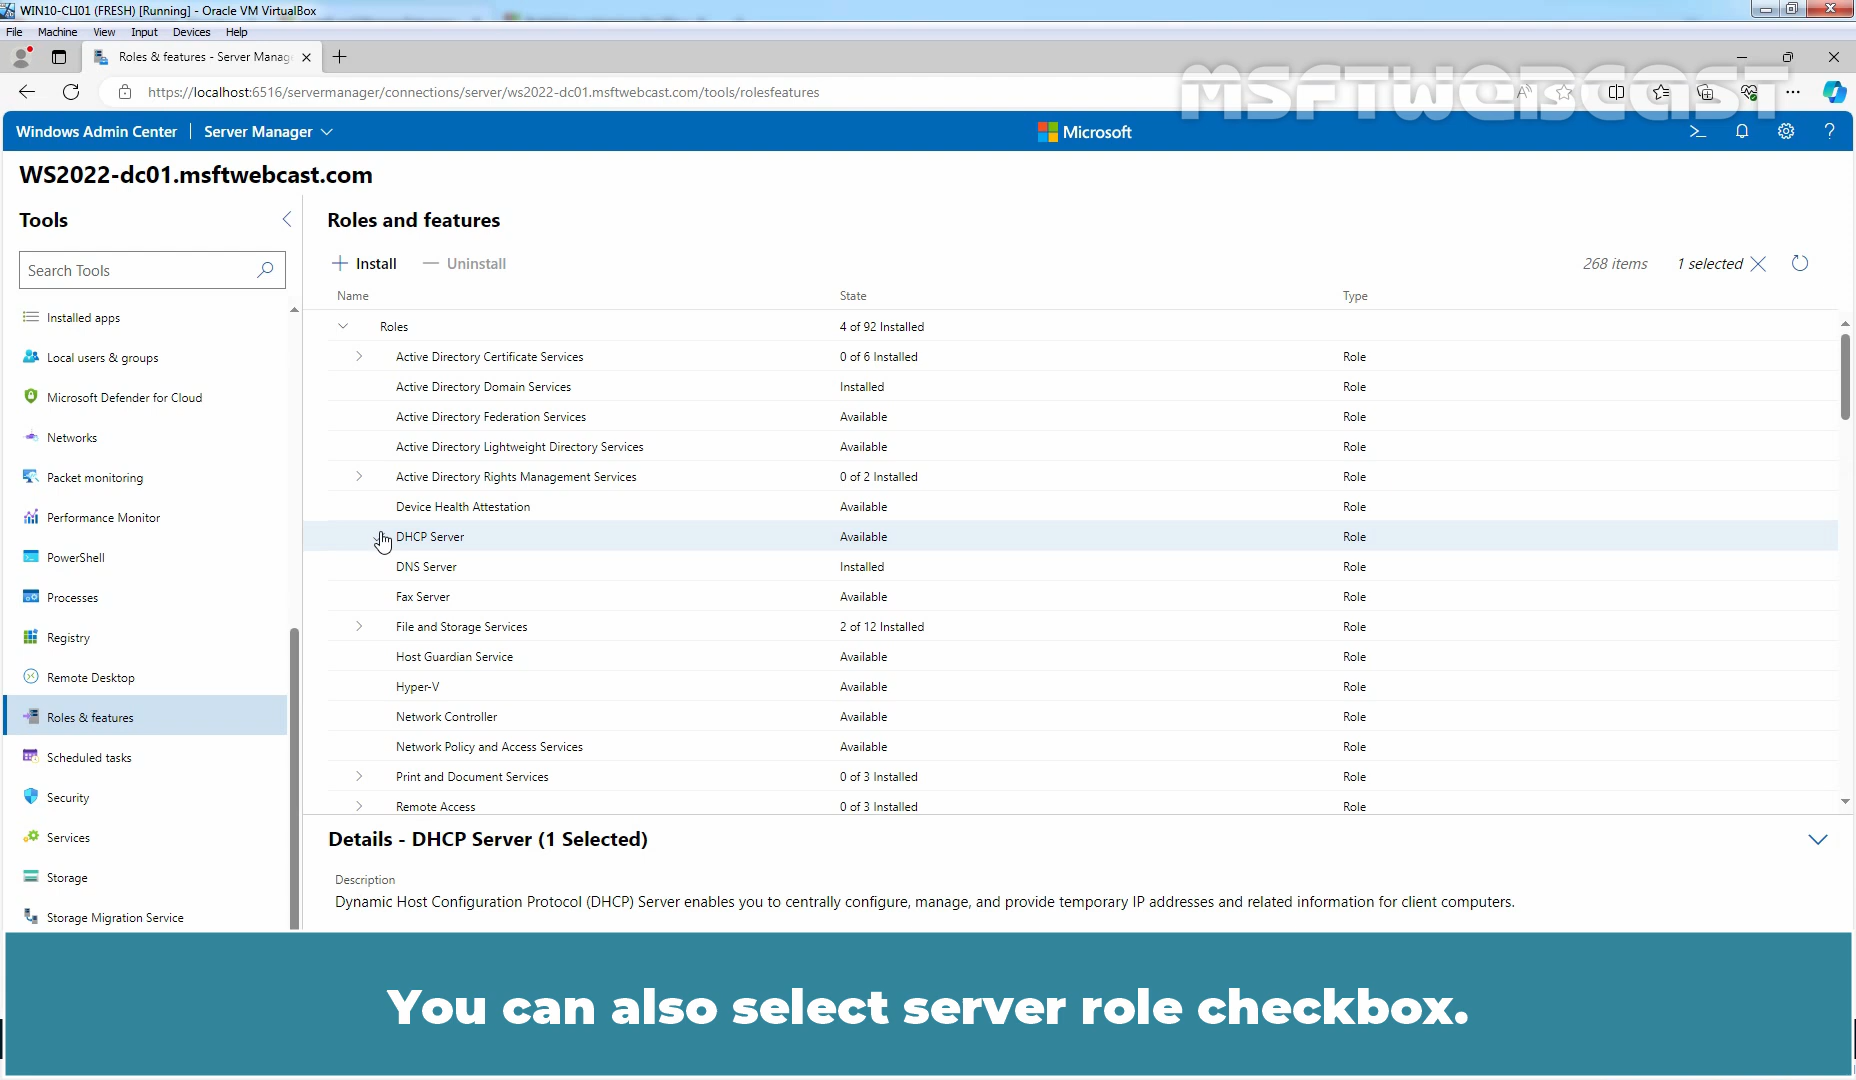 WIN10-CLI01 (FRESH) [Running] - Oracle VM VirtualBox
File Machine View Input Devices Help
Roles & features - Server Manag
https://localhost:6516/servermanager/connections/server/ws2022-dc01.msftwebcast.com/tools/rolesfeatures
MSFTWEBCAST
Windows Admin Center Server Manager Microsoft
WS2022-dc01.msftwebcast.com
Tools
Search Tools
Installed apps
Local users & groups
Microsoft Defender for Cloud
Networks
Packet monitoring
Performance Monitor
PowerShell
Processes
Registry
Remote Desktop
Roles & features
Scheduled tasks
Security
Services
Storage
Storage Migration Service
Roles and features
Install Uninstall 268 items 1 selected
Name State Type
Roles 4 of 92 Installed
Active Directory Certificate Services 0 of 6 Installed Role
Active Directory Domain Services Installed Role
Active Directory Federation Services Available Role
Active Directory Lightweight Directory Services Available Role
Active Directory Rights Management Services 0 of 2 Installed Role
Device Health Attestation Available Role
DHCP Server Available Role
DNS Server Installed Role
Fax Server Available Role
File and Storage Services 2 of 12 Installed Role
Host Guardian Service Available Role
Hyper-V Available Role
Network Controller Available Role
Network Policy and Access Services Available Role
Print and Document Services 0 of 3 Installed Role
Remote Access 0 of 3 Installed Role
Details - DHCP Server (1 Selected)
Description
Dynamic Host Configuration Protocol (DHCP) Server enables you to centrally configure, manage, and provide temporary IP addresses and related information for client computers.
You can also select server role checkbox.